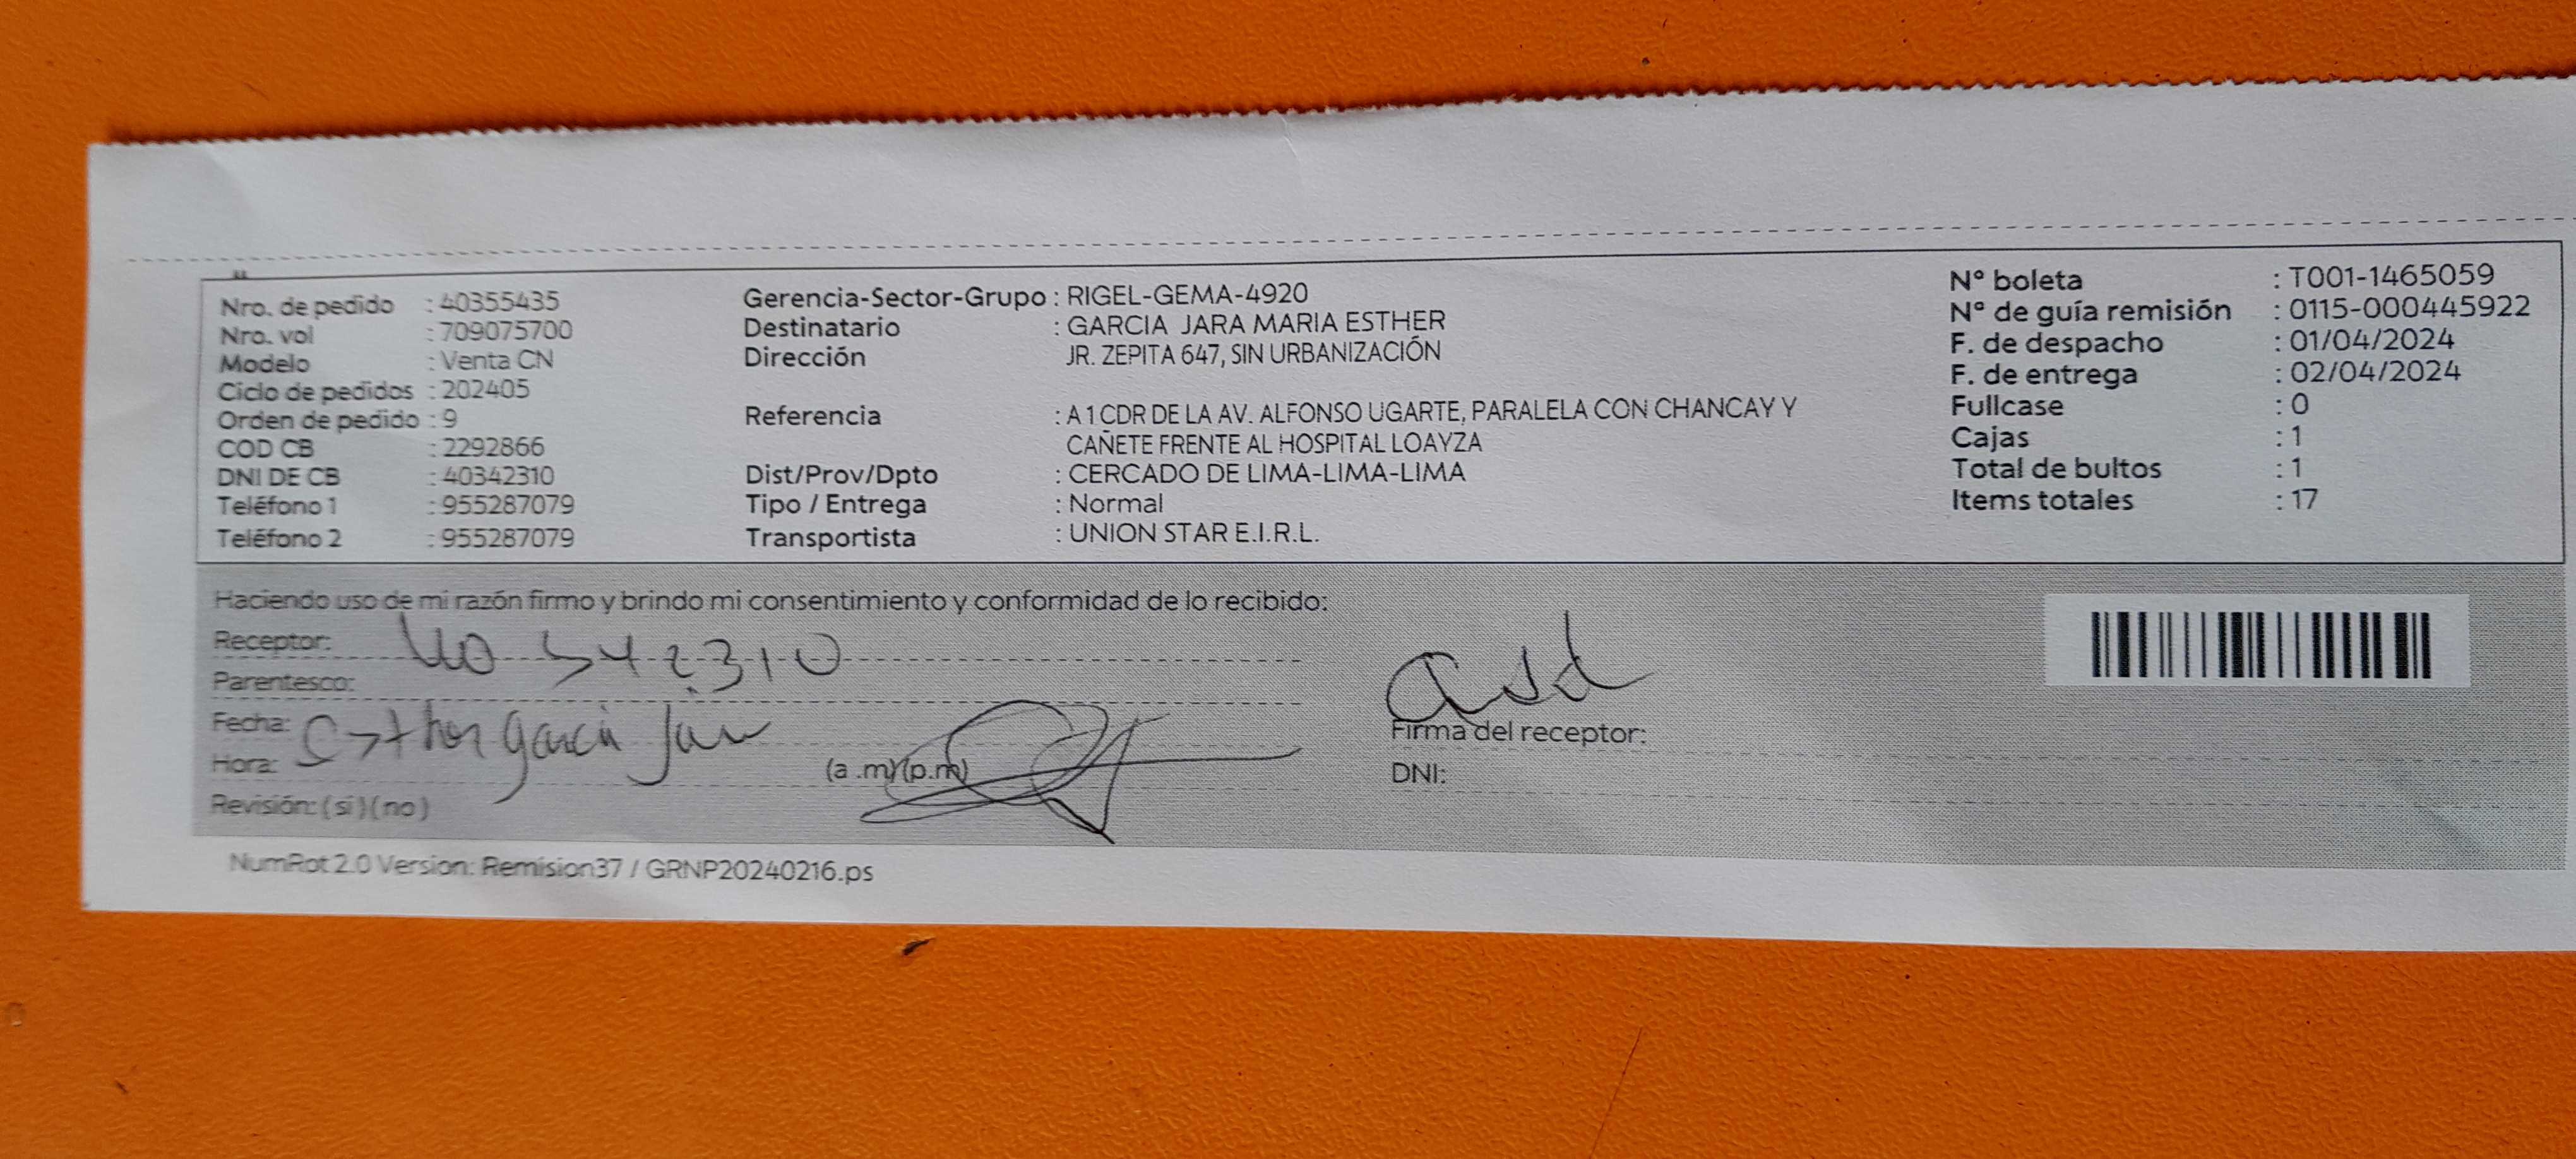 Nro. de pedido : 40355435
Nro. vol : 709075700
Modelo : Venta CN
Ciclo de pedidos : 202405
Orden de pedido : 9
COD CB : 2292866
DNI DE CB : 40342310
Teléfono 1 : 955287079
Teléfono 2 : 955287079
Gerencia-Sector-Grupo : RIGEL-GEMA-4920
Destinatario : GARCIA JARA MARIA ESTHER
Dirección JR. ZEPITA 647, SIN URBANIZACIÓN
Referencia : A 1 CDR DE LA AV. ALFONSO UGARTE, PARALELA CON CHANCAY Y
CAÑETE FRENTE AL HOSPITAL LOAYZA
Dist/Prov/Dpto : CERCADO DE LIMA-LIMA-LIMA
Tipo / Entrega : Normal
Transportista : UNION STAR E.I.R.L.
N° boleta : T001-1465059
N° de guía remisión : 0115-000445922
F. de despacho : 01/04/2024
F. de entrega : 02/04/2024
Fullcase : 0
Cajas : 1
Total de bultos : 1
Items totales : 17
Haciendo uso de mi razón firmo y brindo mi consentimiento y conformidad de lo recibido:
Receptor: 40342310
Parentesco:
Fecha: Esther Garcia Jara
Hora: (a .m)(p.m)
Revisión: (si)(no)
Firma del receptor:
DNI:
NumRot 2.0 Version: Remision37 / GRNP20240216.ps